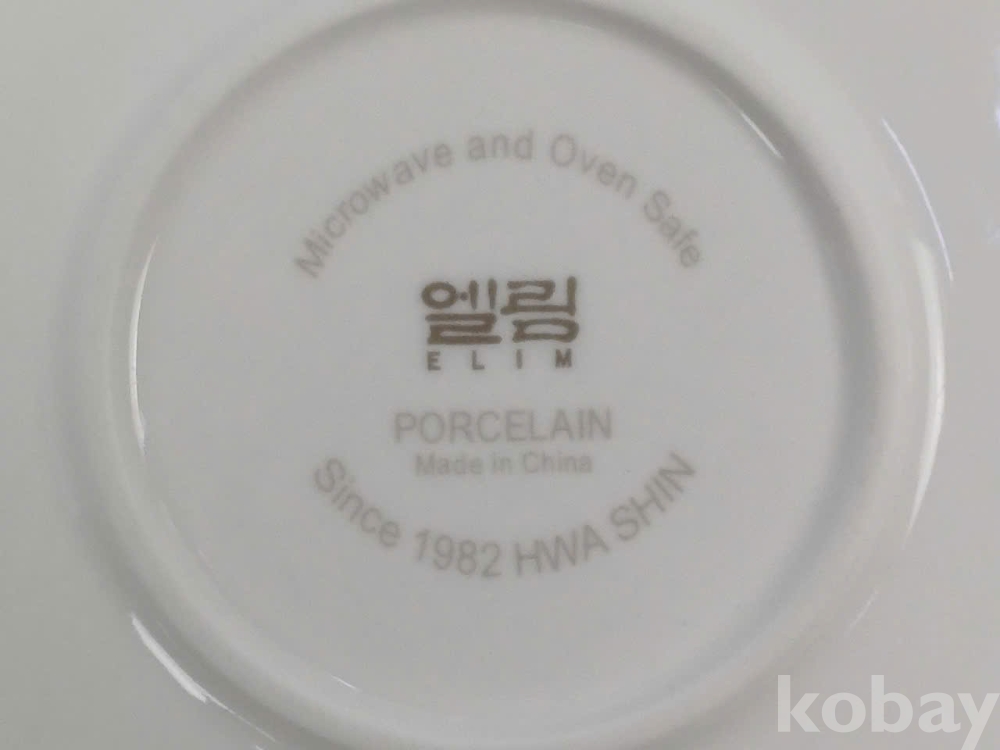 Microwave and Oven Safe
엘림
ELIM
PORCELAIN
Made in China
Since 1982 HWA SHIN
kobay